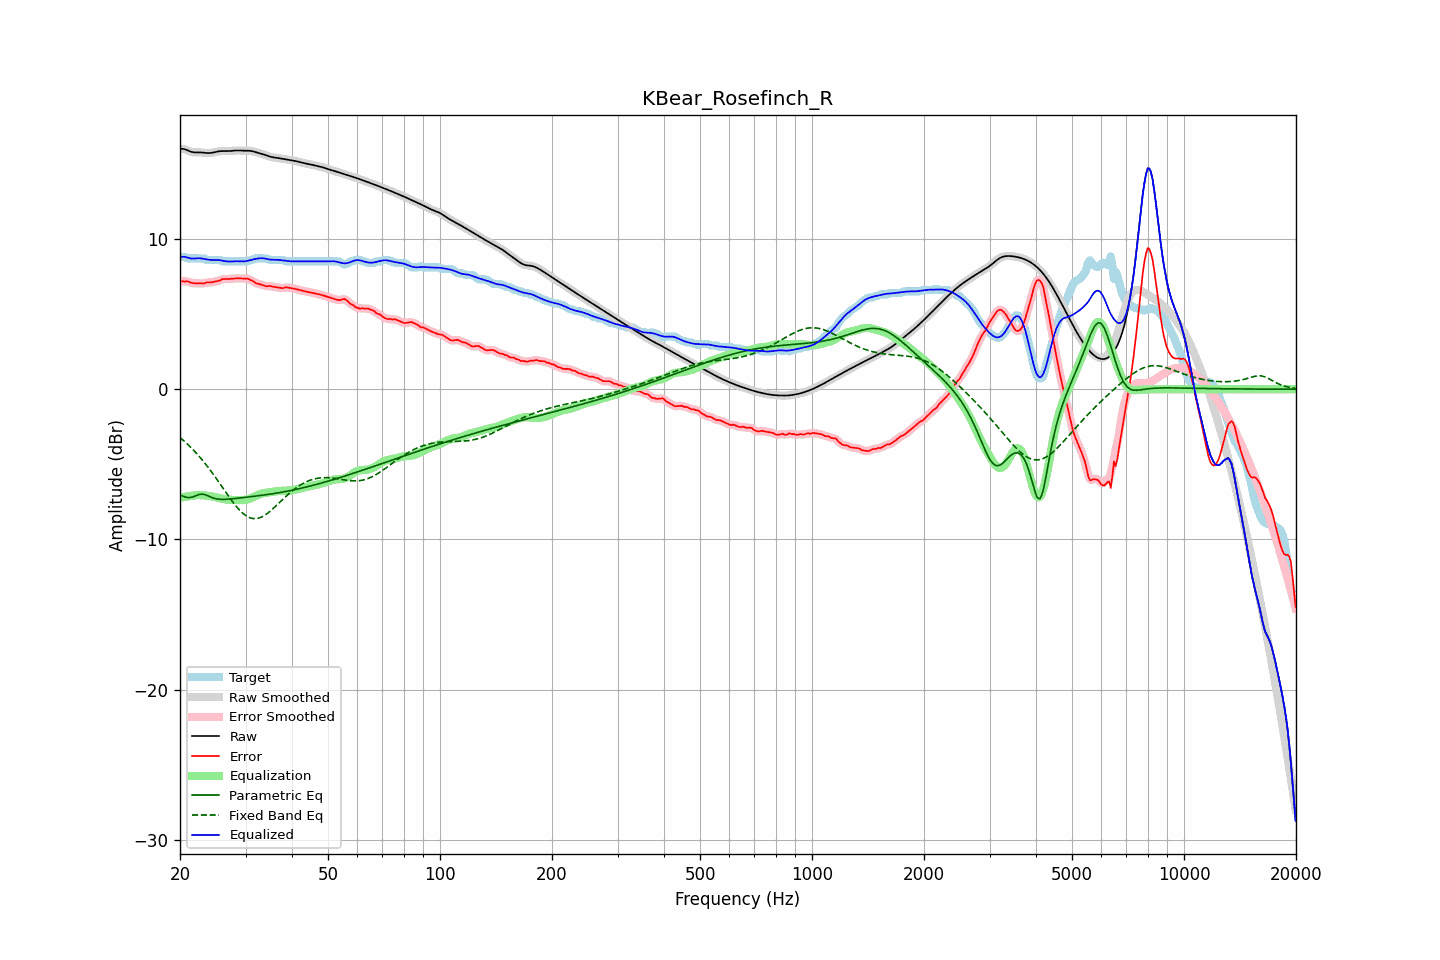 KBear_Rosefinch_R
Amplitude (dBr)
10
0
−10
−20
−30
Target
Raw Smoothed
Error Smoothed
Raw
Error
Equalization
Parametric Eq
Fixed Band Eq
Equalized
20 50 100 200 500 1000 2000 5000 10000 20000
Frequency (Hz)